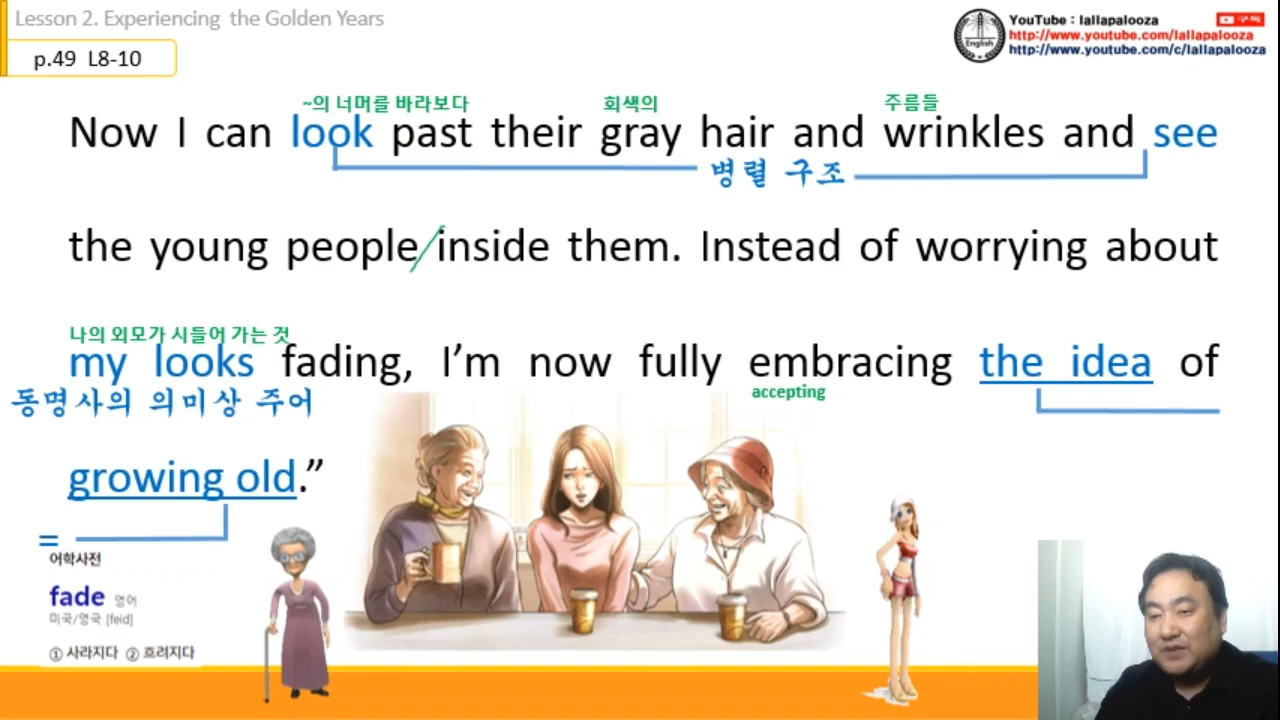 Lesson 2. Experiencing the Golden Years
YouTube : lallapalooza
구독
http://www.youtube.com/lallapalooza
http://www.youtube.com/c/lallapalooza
English
p.49 L8-10
~의 너머를 바라보다 회색의 주름들
Now I can look past their gray hair and wrinkles and see
병렬 구조
the young people/inside them. Instead of worrying about
나의 외모가 시들어 가는 것
my looks fading, I’m now fully embracing the idea of
동명사의 의미상 주어
accepting
growing old.”
=
어학사전
fade 영어
미국/영국 [feid]
① 사라지다 ② 흐려지다